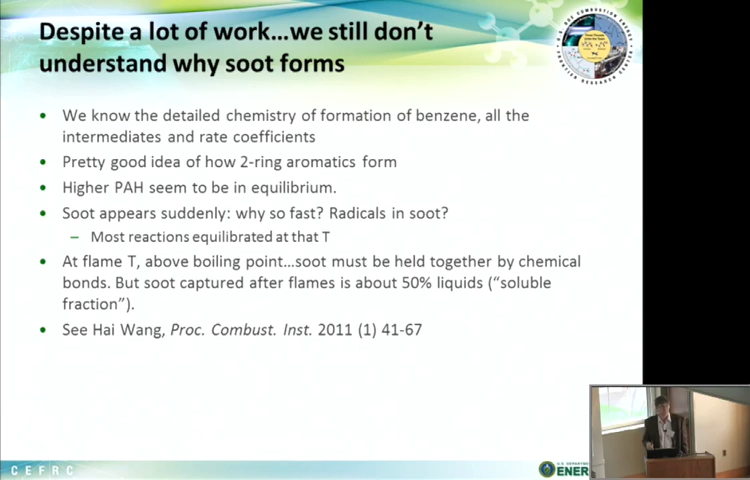 Despite a lot of work...we still don't
understand why soot forms
• We know the detailed chemistry of formation of benzene, all the
intermediates and rate coefficients
• Pretty good idea of how 2-ring aromatics form
• Higher PAH seem to be in equilibrium.
• Soot appears suddenly: why so fast? Radicals in soot?
– Most reactions equilibrated at that T
• At flame T, above boiling point...soot must be held together by chemical
bonds. But soot captured after flames is about 50% liquids ("soluble
fraction").
• See Hai Wang, Proc. Combust. Inst. 2011 (1) 41-67
CEFRC
U.S. DEPARTMENT
ENER